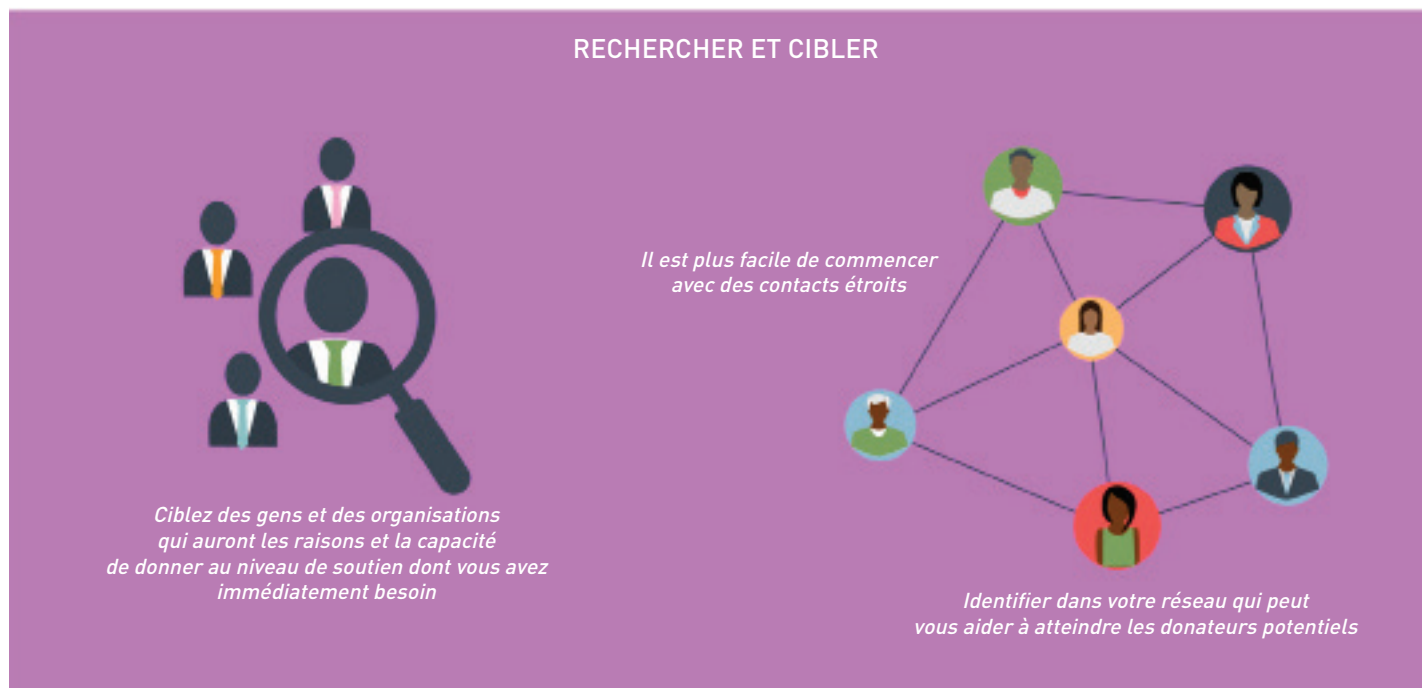 RECHERCHER ET CIBLER
Il est plus facile de commencer
avec des contacts étroits
Ciblez des gens et des organisations
qui auront les raisons et la capacité
de donner au niveau de soutien dont vous avez
immédiatement besoin
Identifier dans votre réseau qui peut
vous aider à atteindre les donateurs potentiels